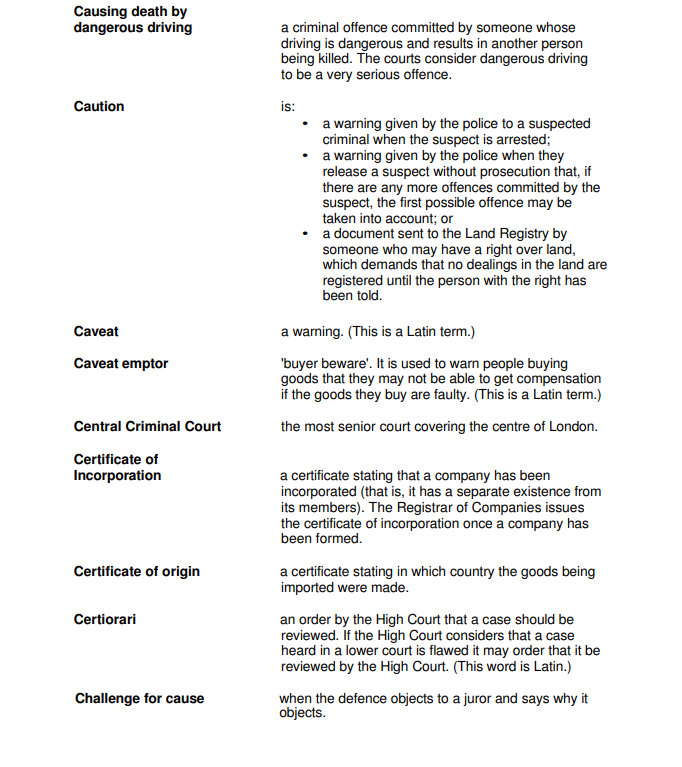 Causing death by
dangerous driving
a criminal offence committed by someone whose
driving is dangerous and results in another person
being killed. The courts consider dangerous driving
to be a very serious offence.
Caution
is:
• a warning given by the police to a suspected
criminal when the suspect is arrested;
• a warning given by the police when they
release a suspect without prosecution that, if
there are any more offences committed by the
suspect, the first possible offence may be
taken into account; or
• a document sent to the Land Registry by
someone who may have a right over land,
which demands that no dealings in the land are
registered until the person with the right has
been told.
Caveat
a warning. (This is a Latin term.)
Caveat emptor
'buyer beware'. It is used to warn people buying
goods that they may not be able to get compensation
if the goods they buy are faulty. (This is a Latin term.)
Central Criminal Court
the most senior court covering the centre of London.
Certificate of
Incorporation
a certificate stating that a company has been
incorporated (that is, it has a separate existence from
its members). The Registrar of Companies issues
the certificate of incorporation once a company has
been formed.
Certificate of origin
a certificate stating in which country the goods being
imported were made.
Certiorari
an order by the High Court that a case should be
reviewed. If the High Court considers that a case
heard in a lower court is flawed it may order that it be
reviewed by the High Court. (This word is Latin.)
Challenge for cause
when the defence objects to a juror and says why it
objects.